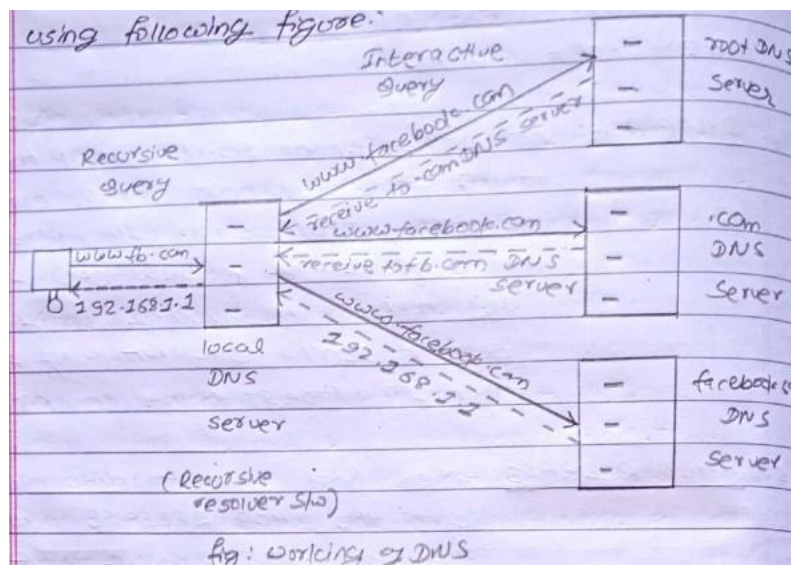 using following figure.
Interactive
Query
root DNS
Server
www.facebook.com
receive to .com DNS server
Recursive
Query
www.facebook.com
receive to fb.com DNS
Server
.com
DNS
Server
www.fb.com
192.168.1.1
www.facebook.com
192.168.1.1
local
DNS
Server
(Recursive
resolver S/w)
DNS
Server
fig: working of DNS